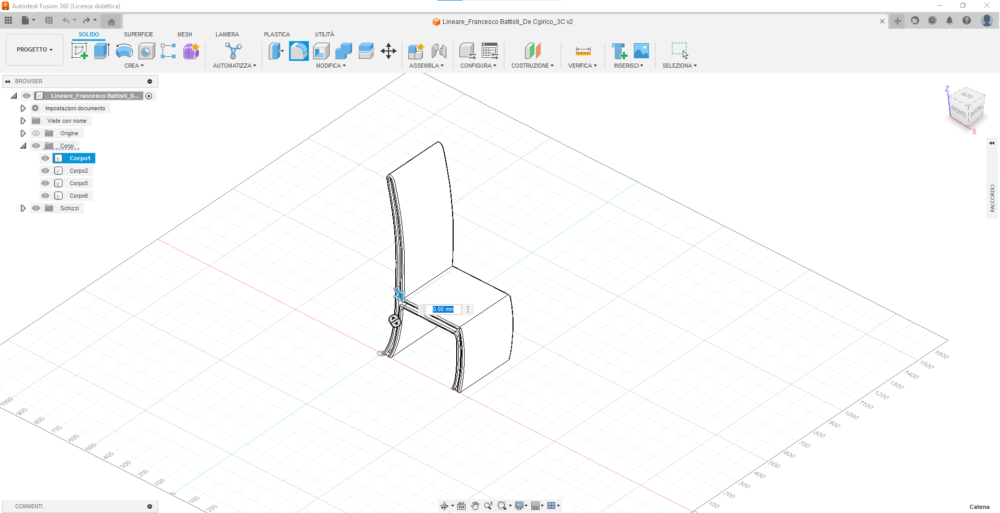 Autodesk Fusion 360 (Licenza didattica)
Lineare_Francesco Battisti_De Cgirico_3C v2
PROGETTO
SOLIDO
SUPERFICIE
MESH
LAMIERA
PLASTICA
UTILITÀ
CREA
AUTOMATIZZA
MODIFICA
ASSEMBLA
CONFIGURA
COSTRUZIONE
VERIFICA
INSERISCI
SELEZIONA
BROWSER
Lineare_Francesco Battisti_D...
Impostazioni documento
Viste con nome
Origine
Corpi
Corpo1
Corpo2
Corpo5
Corpo6
Schizzi
Z
ALTO
FRONTE
DESTRA
X
RACCORDO
0.00 mm
1000
900
800
700
600
500
400
300
200
100
0
100
200
1600
1500
1400
1300
1200
1100
1000
900
800
700
600
500
400
300
200
100
COMMENTI
Catena